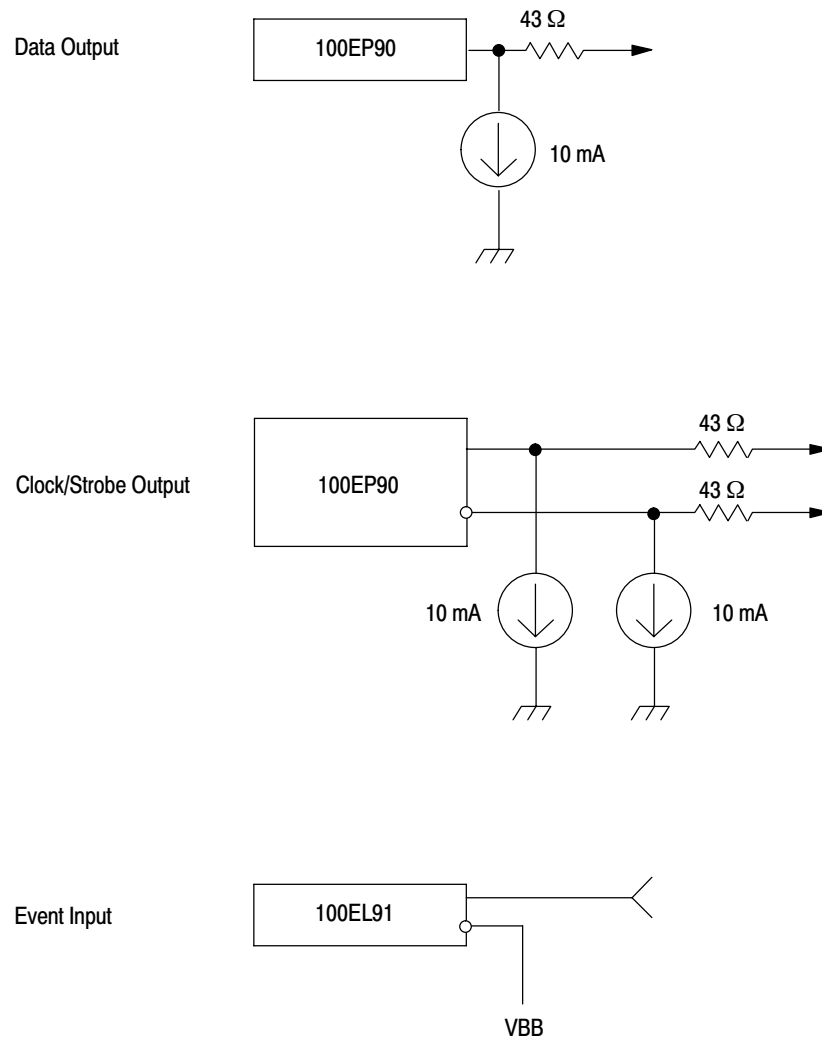 Data Output
100EP90
43 Ω
10 mA
Clock/Strobe Output
100EP90
43 Ω
43 Ω
10 mA
10 mA
Event Input
100EL91
VBB